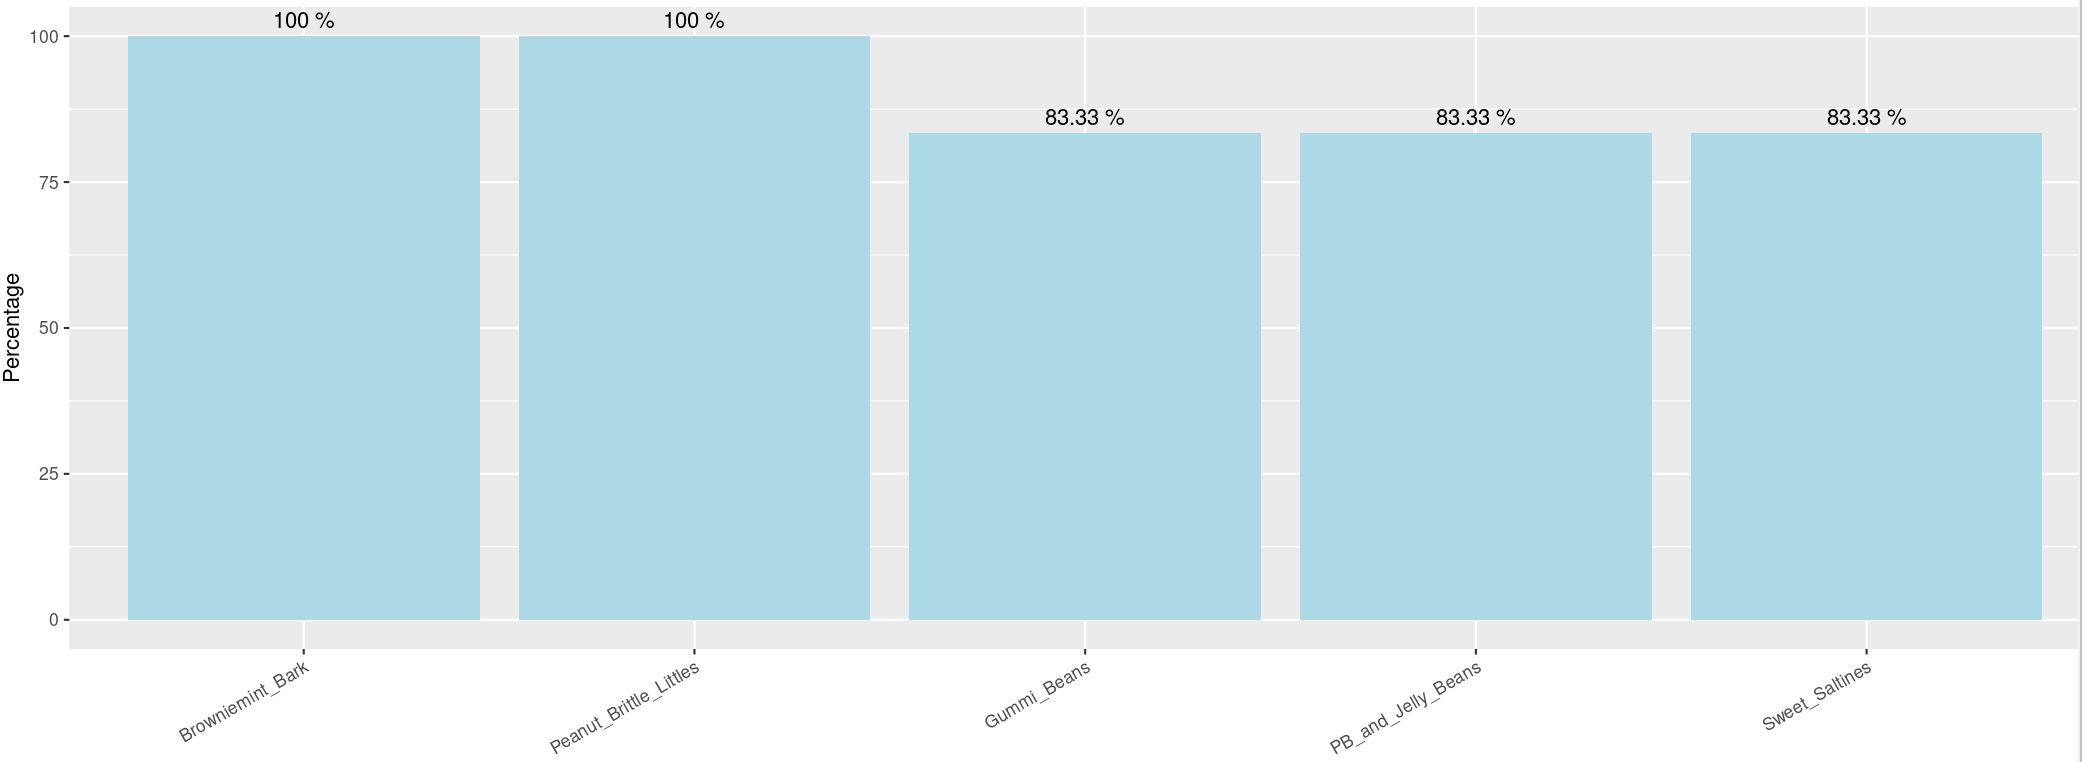 100 %
100 %
83.33 %
83.33 %
83.33 %
100
75
50
25
0
Percentage
Browniemint_Bark
Peanut_Brittle_Littles
Gummi_Beans
PB_and_Jelly_Beans
Sweet_Saltines